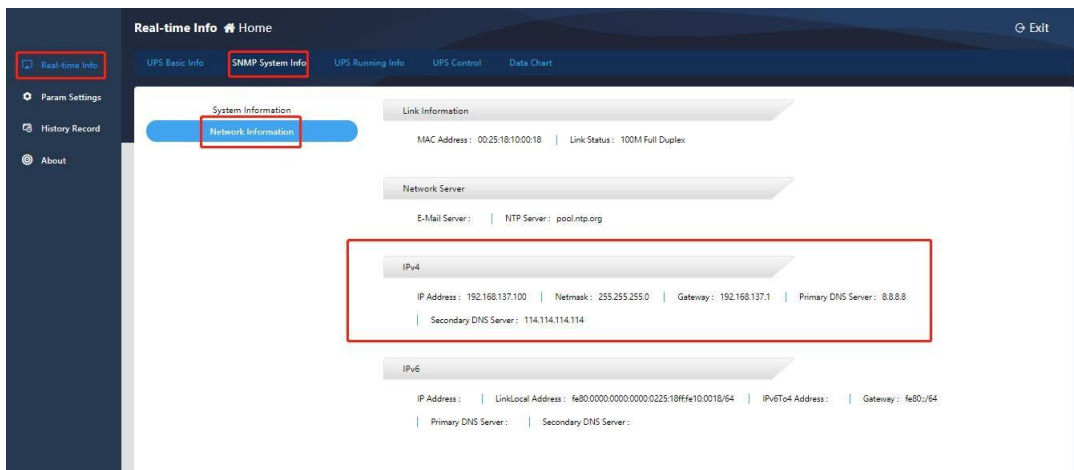 Real-time Info Home Exit
Real-time Info
UPS Basic Info SNMP System Info UPS Running Info UPS Control Data Chart
Param Settings
History Record
About
System Information
Network Information
Link Information
MAC Address : 00:25:18:10:00:18 | Link Status : 100M Full Duplex
Network Server
E-Mail Server : | NTP Server : pool.ntp.org
IPv4
IP Address : 192.168.137.100 | Netmask : 255.255.255.0 | Gateway : 192.168.137.1 | Primary DNS Server : 8.8.8.8
| Secondary DNS Server : 114.114.114.114
IPv6
IP Address : | LinkLocal Address : fe80:0000:0000:0000:0225:18ff:fe10:0018/64 | IPv6To4 Address : | Gateway : fe80::/64
| Primary DNS Server : | Secondary DNS Server :